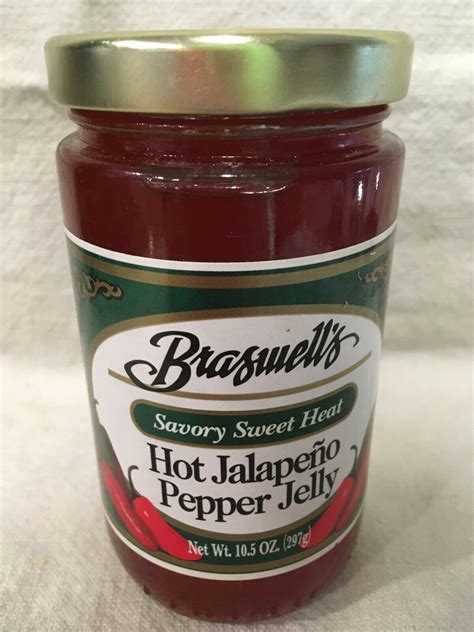 Braswell's
Savory Sweet Heat
Hot Jalapeño
Pepper Jelly
Net Wt. 10.5 OZ. (297g)